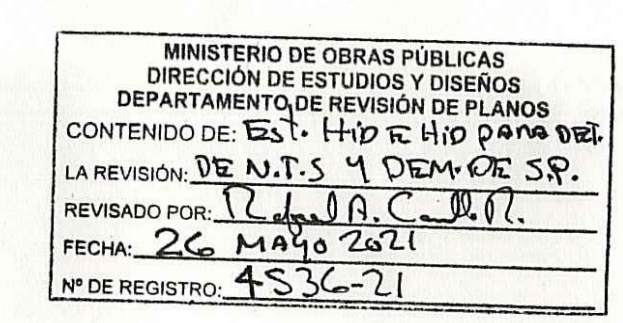 MINISTERIO DE OBRAS PÚBLICAS
DIRECCIÓN DE ESTUDIOS Y DISEÑOS
DEPARTAMENTO DE REVISIÓN DE PLANOS
CONTENIDO DE: Est. HiD E HiD PARA DET.
LA REVISIÓN: DE N.T.S Y DEM. DE S.P.
REVISADO POR: Rafael A.
FECHA: 26 MAYO 2021
Nº DE REGISTRO: 4536-21